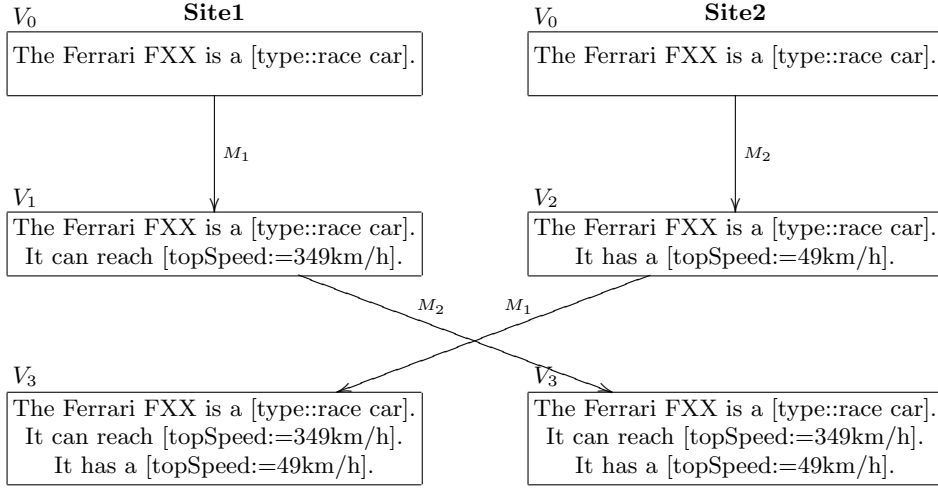 Site1 Site2
V0 V0
The Ferrari FXX is a [type::race car]. The Ferrari FXX is a [type::race car].
M1 M2
V1 V2
The Ferrari FXX is a [type::race car]. The Ferrari FXX is a [type::race car].
It can reach [topSpeed:=349km/h]. It has a [topSpeed:=49km/h].
M2 M1
V3 V3
The Ferrari FXX is a [type::race car]. The Ferrari FXX is a [type::race car].
It can reach [topSpeed:=349km/h]. It can reach [topSpeed:=349km/h].
It has a [topSpeed:=49km/h]. It has a [topSpeed:=49km/h].